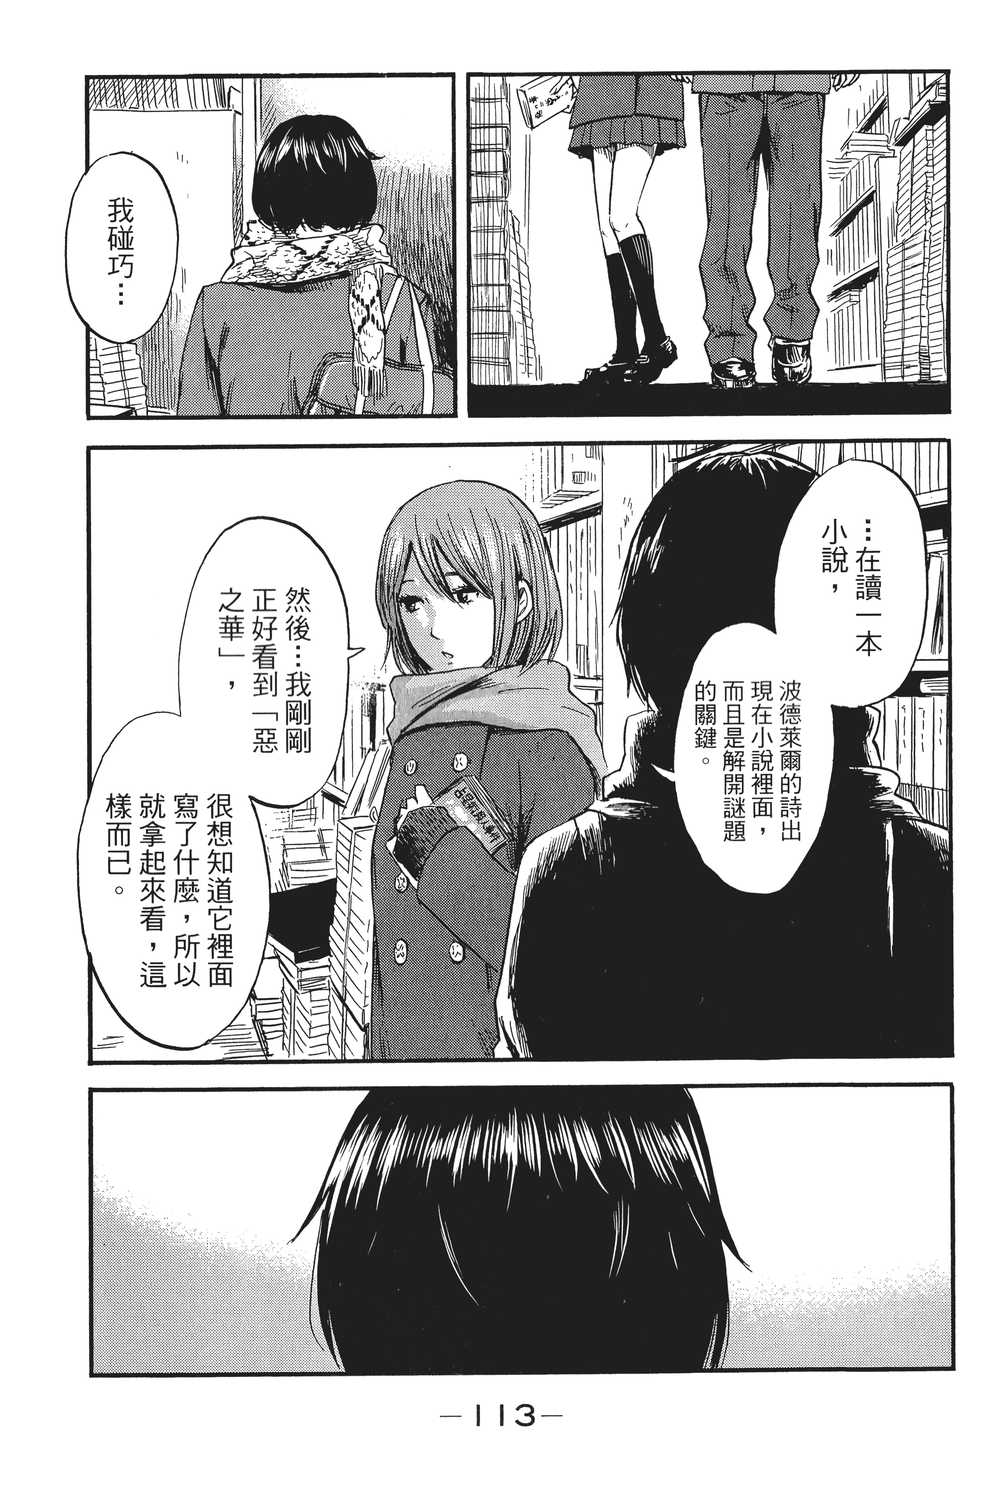 我碰巧…
…在讀一本
小說，
波德萊爾的詩出
現在小說裡面，
而且是解開謎題
的關鍵。
然後…我剛剛
正好看到「惡
之華」，
很想知道它裡面
寫了什麼，所以
就拿起來看，這
樣而已。
—113—